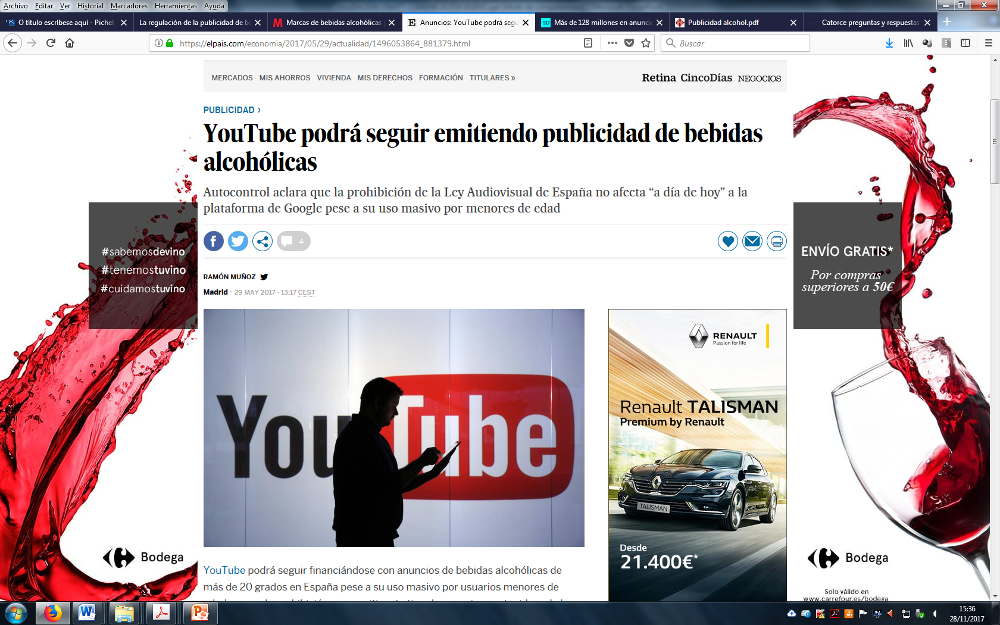 Archivo Editar Ver Historial Marcadores Herramientas Ayuda
O título escríbese aquí - Pichel_
La regulación de la publicidad de be
Marcas de bebidas alcohólicas
Anuncios: YouTube podrá segu
Más de 128 millones en anunci
Publicidad alcohol.pdf
Catorce preguntas y respuestas
https://elpais.com/economia/2017/05/29/actualidad/1496053864_881379.html
Buscar
MERCADOS MIS AHORROS VIVIENDA MIS DERECHOS FORMACIÓN TITULARES »
Retina CincoDías NEGOCIOS
PUBLICIDAD ›
YouTube podrá seguir emitiendo publicidad de bebidas
alcohólicas
Autocontrol aclara que la prohibición de la Ley Audiovisual de España no afecta “a día de hoy” a la
plataforma de Google pese a su uso masivo por menores de edad
4
RAMÓN MUÑOZ
Madrid - 29 MAY 2017 - 13:17 CEST
#sabemosdevino
#tenemostuvino
#cuidamostuvino
ENVÍO GRATIS*
Por compras
superiores a 50€
YouTube
RENAULT
Passion for life
Renault TALISMAN
Premium by Renault
TALISMAN
Desde
21.400€*
Bodega
Bodega
Solo válido en
www.carrefour.es/bodega
YouTube podrá seguir financiándose con anuncios de bebidas alcohólicas de
más de 20 grados en España pese a su uso masivo por usuarios menores de
15:36
28/11/2017